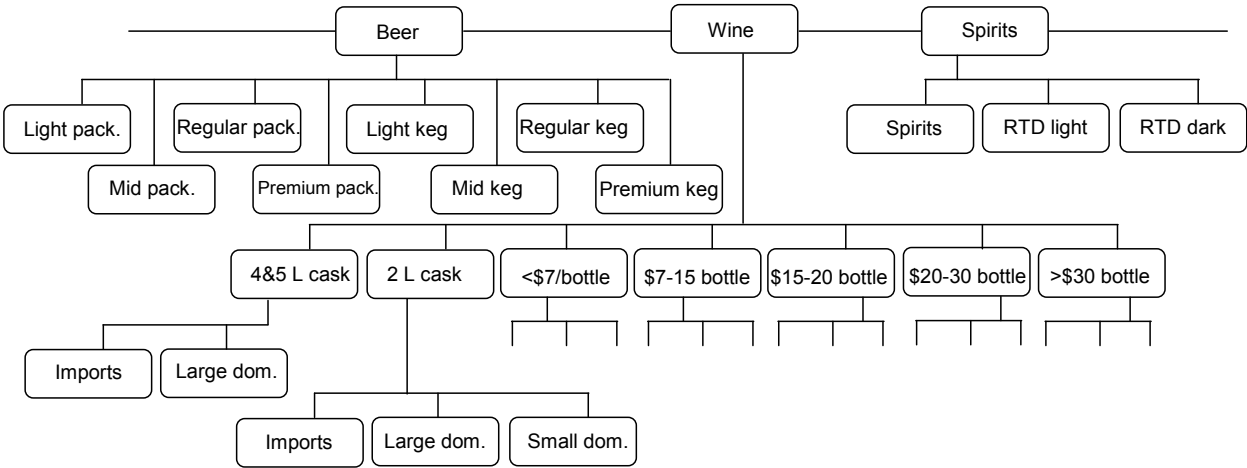 Beer
Wine
Spirits
Light pack.
Regular pack.
Light keg
Regular keg
Spirits
RTD light
RTD dark
Mid pack.
Premium pack.
Mid keg
Premium keg
4&5 L cask
2 L cask
<$7/bottle
$7-15 bottle
$15-20 bottle
$20-30 bottle
>$30 bottle
Imports
Large dom.
Imports
Large dom.
Small dom.